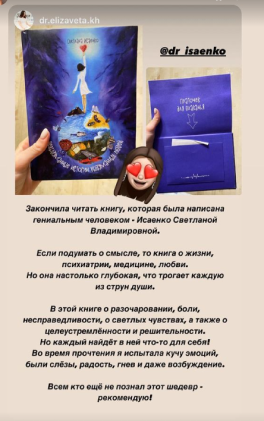 dr.elizaveta.kh
@dr_isaenko
Закончила читать книгу, которая была написана
гениальным человеком - Исаенко Светланой
Владимировной.
Если подумать о смысле, то книга о жизни,
психиатрии, медицине, любви.
Но она настолько глубокая, что трогает каждую
из струн души.
В этой книге о разочаровании, боли,
несправедливости, о светлых чувствах, а также о
целеустремлённости и решительности.
Но каждый найдёт в ней что-то для себя!
Во время прочтения я испытала кучу эмоций,
были слёзы, радость, гнев и даже возбуждение.
Всем кто ещё не познал этот шедевр -
рекомендую!